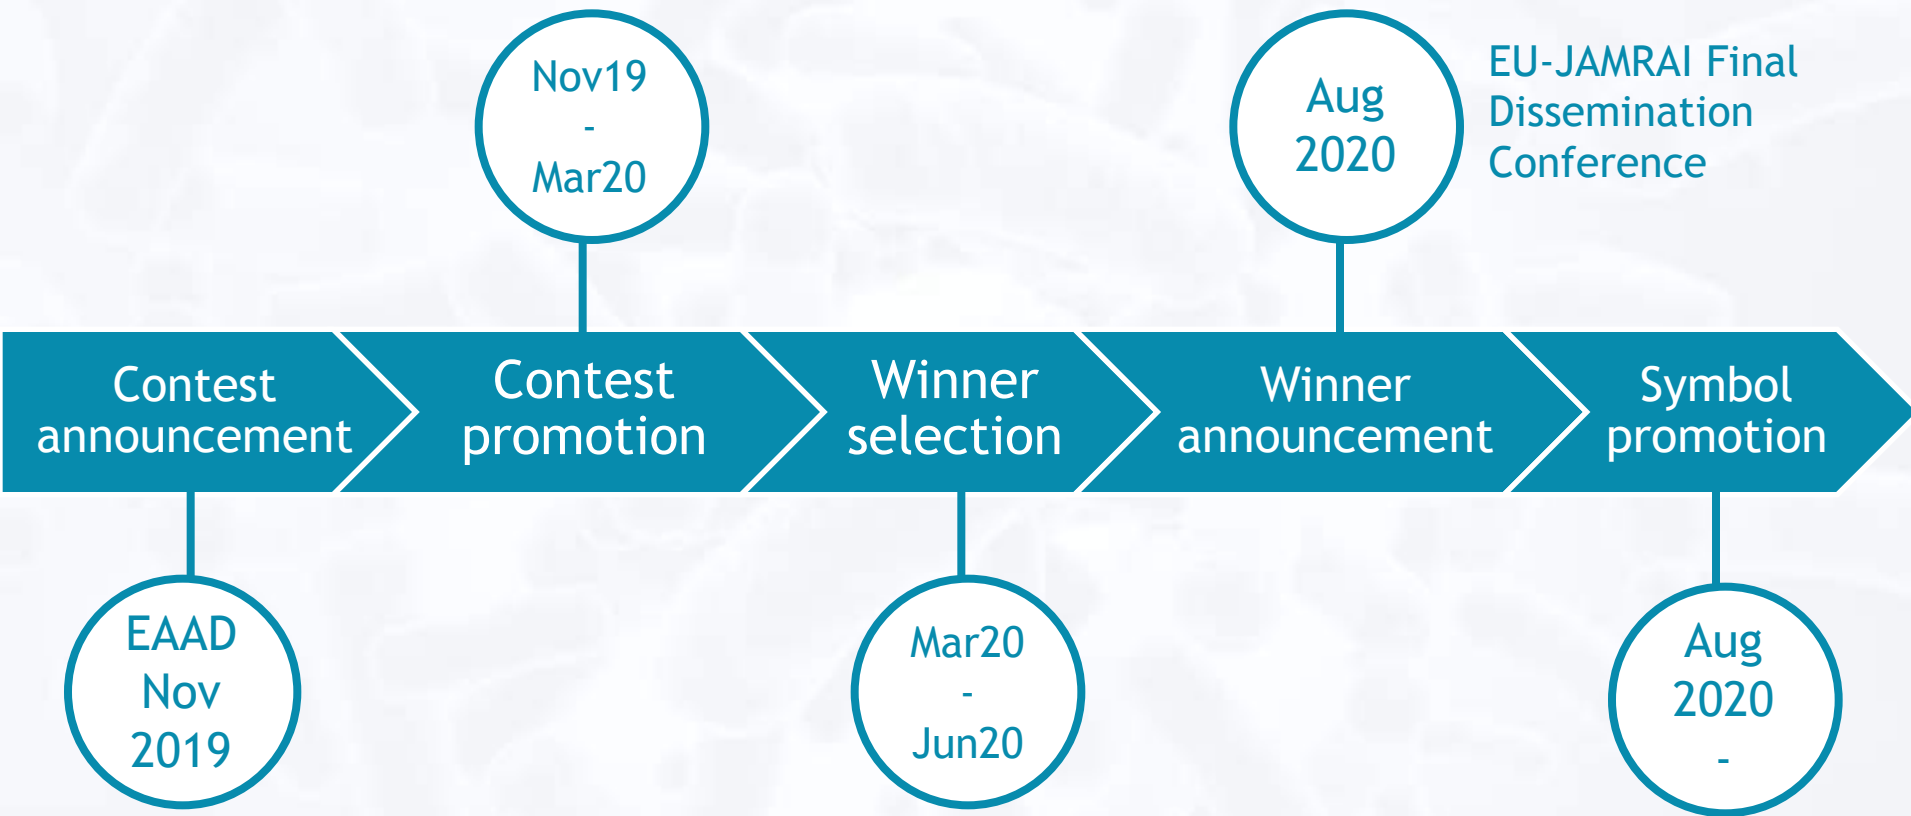 Nov19
-
Mar20
Aug
2020
EU-JAMRAI Final
Dissemination
Conference
Contest
announcement
Contest
promotion
Winner
selection
Winner
announcement
Symbol
promotion
EAAD
Nov
2019
Mar20
-
Jun20
Aug
2020
-